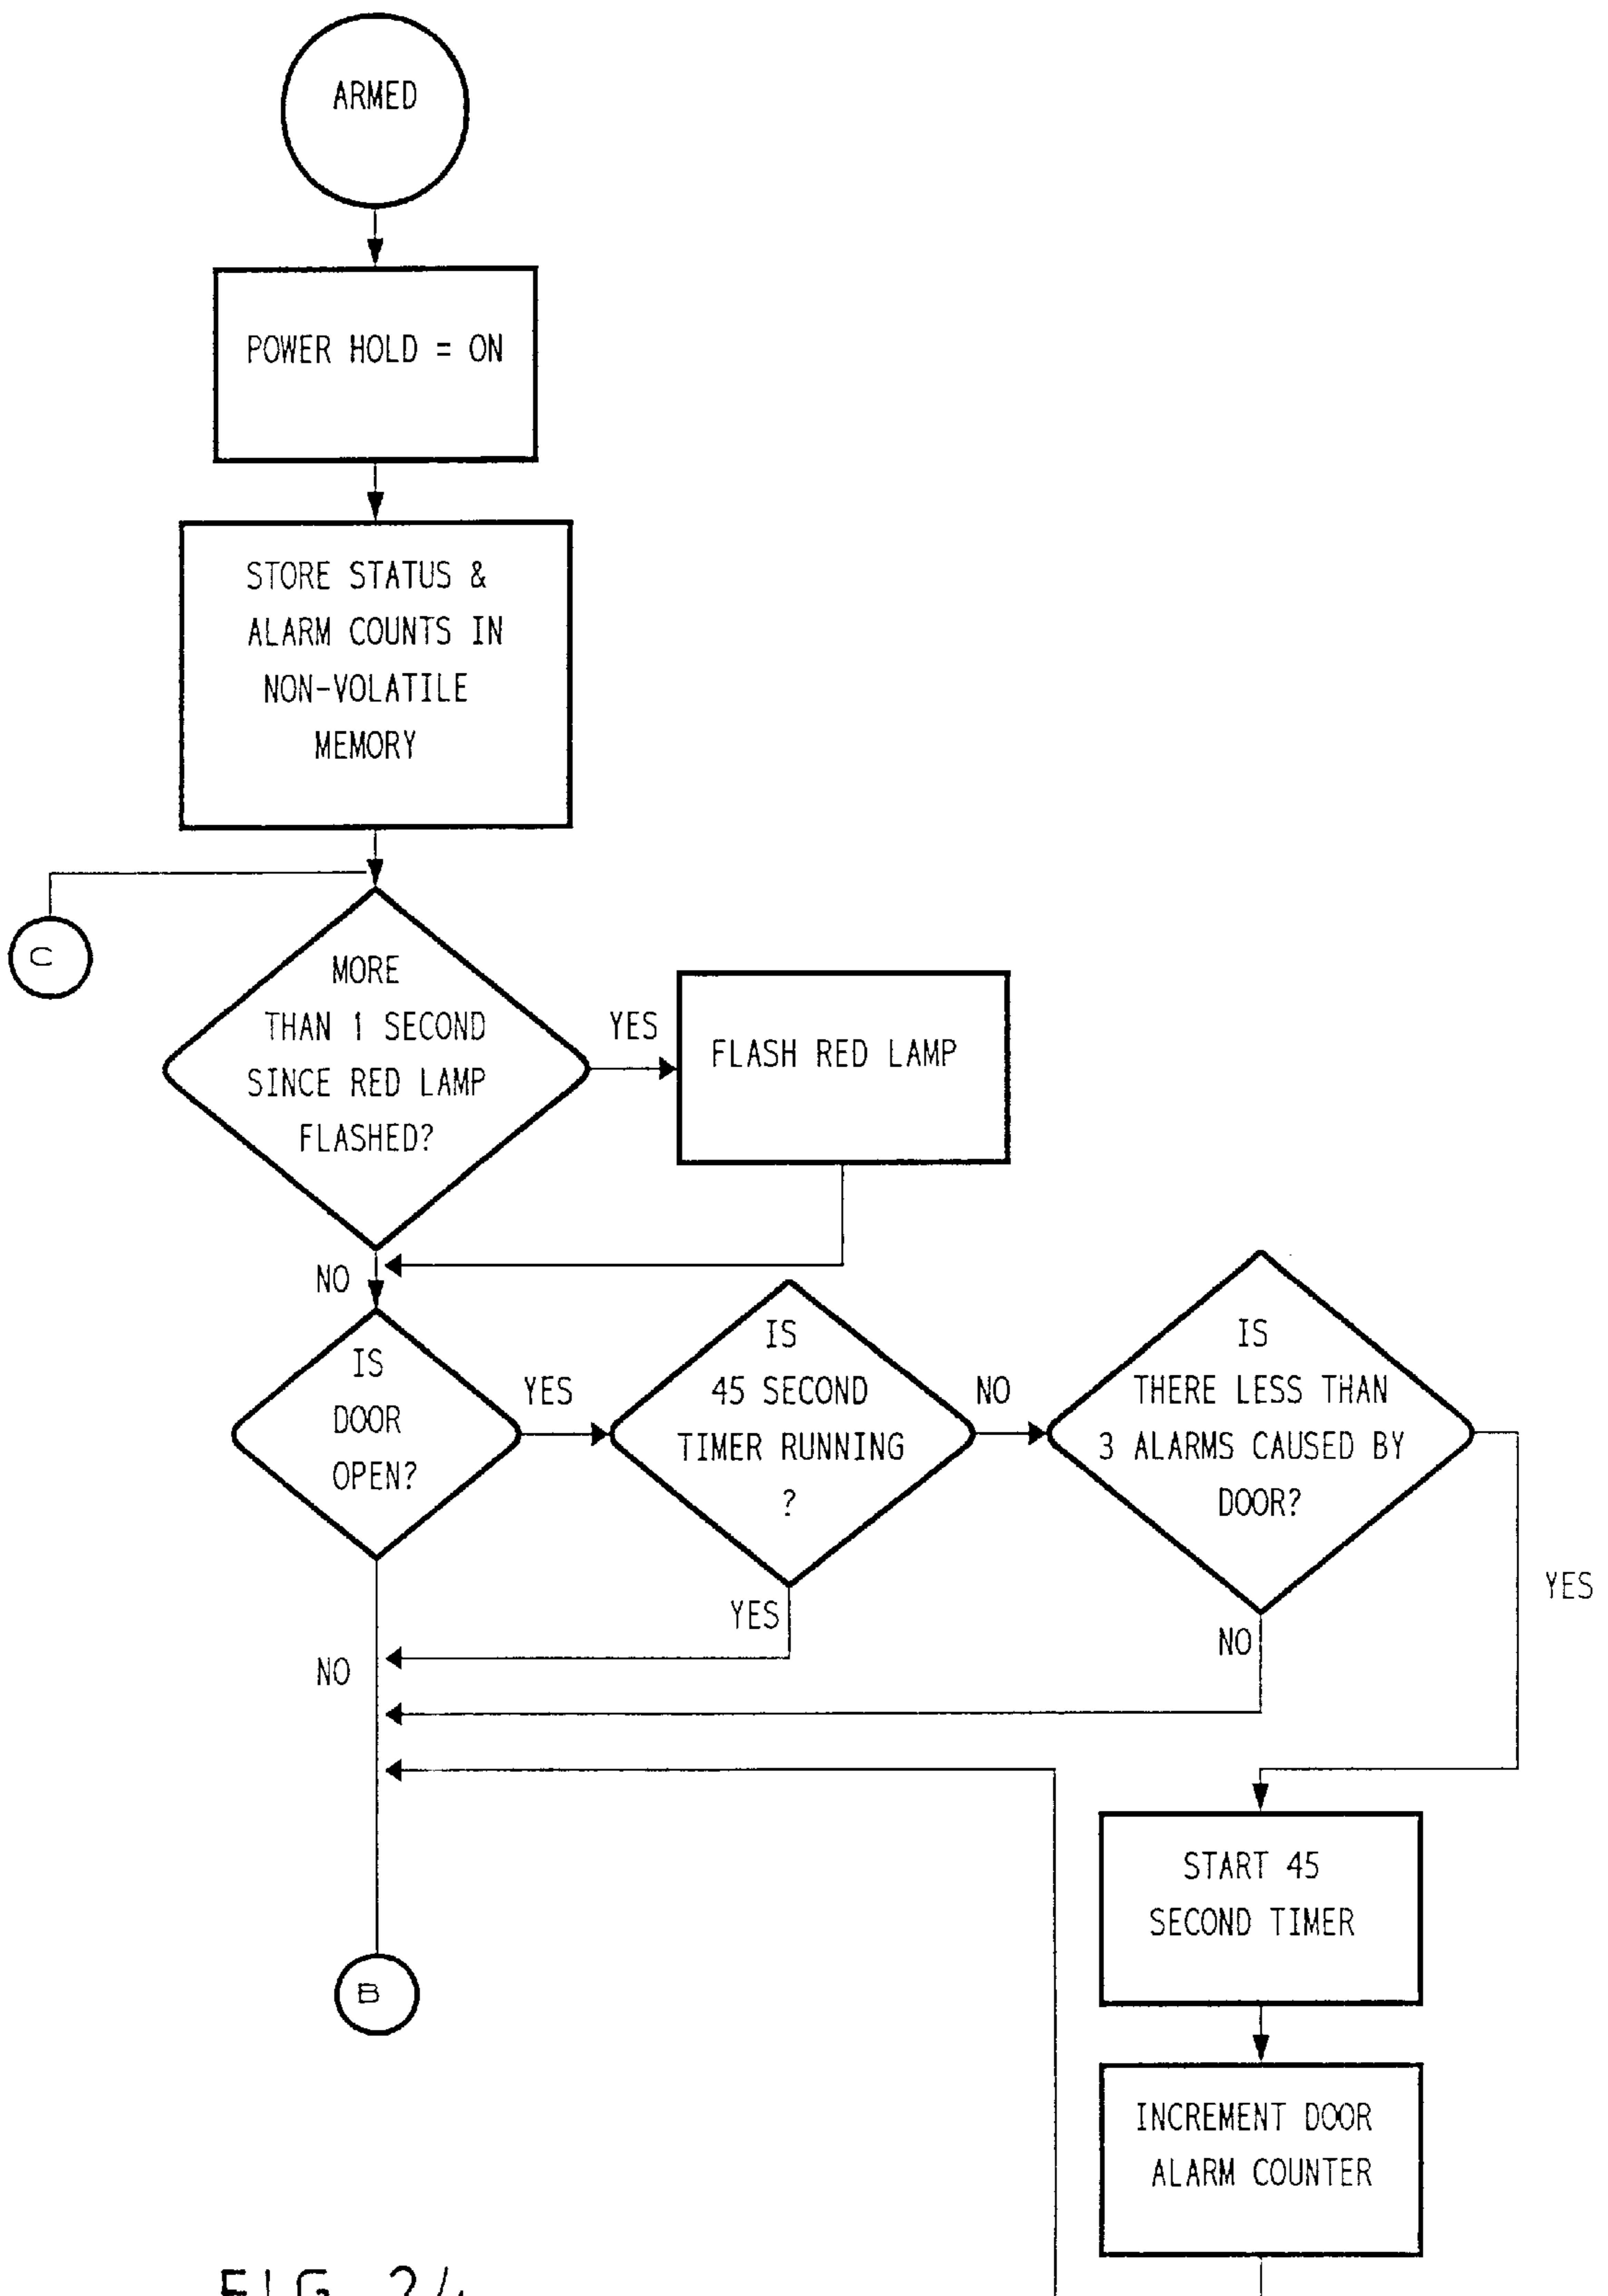 ARMED
POWER HOLD = ON
STORE STATUS &
ALARM COUNTS IN
NON-VOLATILE
MEMORY
C
MORE
THAN 1 SECOND
SINCE RED LAMP
FLASHED?
YES
FLASH RED LAMP
NO
IS
DOOR
OPEN?
YES
IS
45 SECOND
TIMER RUNNING
?
NO
IS
THERE LESS THAN
3 ALARMS CAUSED BY
DOOR?
YES
YES
NO
NO
START 45
SECOND TIMER
B
INCREMENT DOOR
ALARM COUNTER
FIG. 24